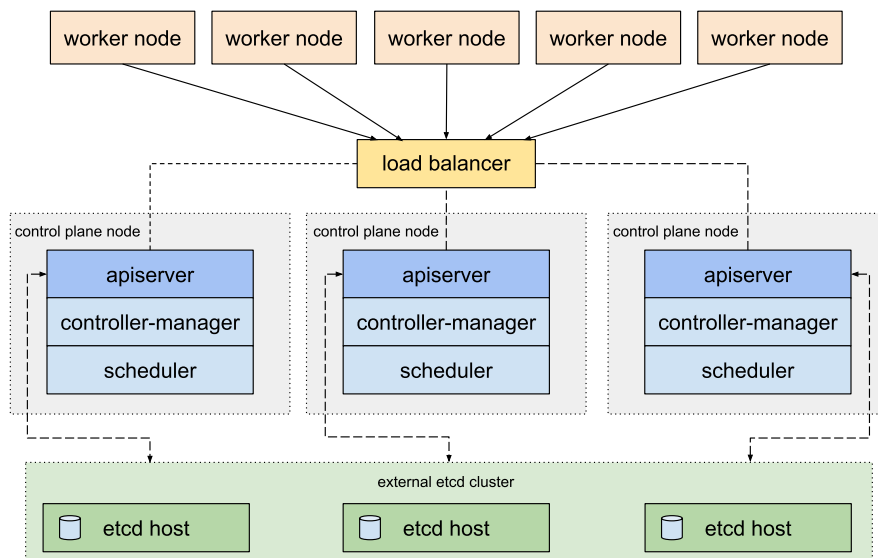 worker node
worker node
worker node
worker node
worker node
load balancer
control plane node
control plane node
control plane node
apiserver
apiserver
apiserver
controller-manager
controller-manager
controller-manager
scheduler
scheduler
scheduler
external etcd cluster
etcd host
etcd host
etcd host